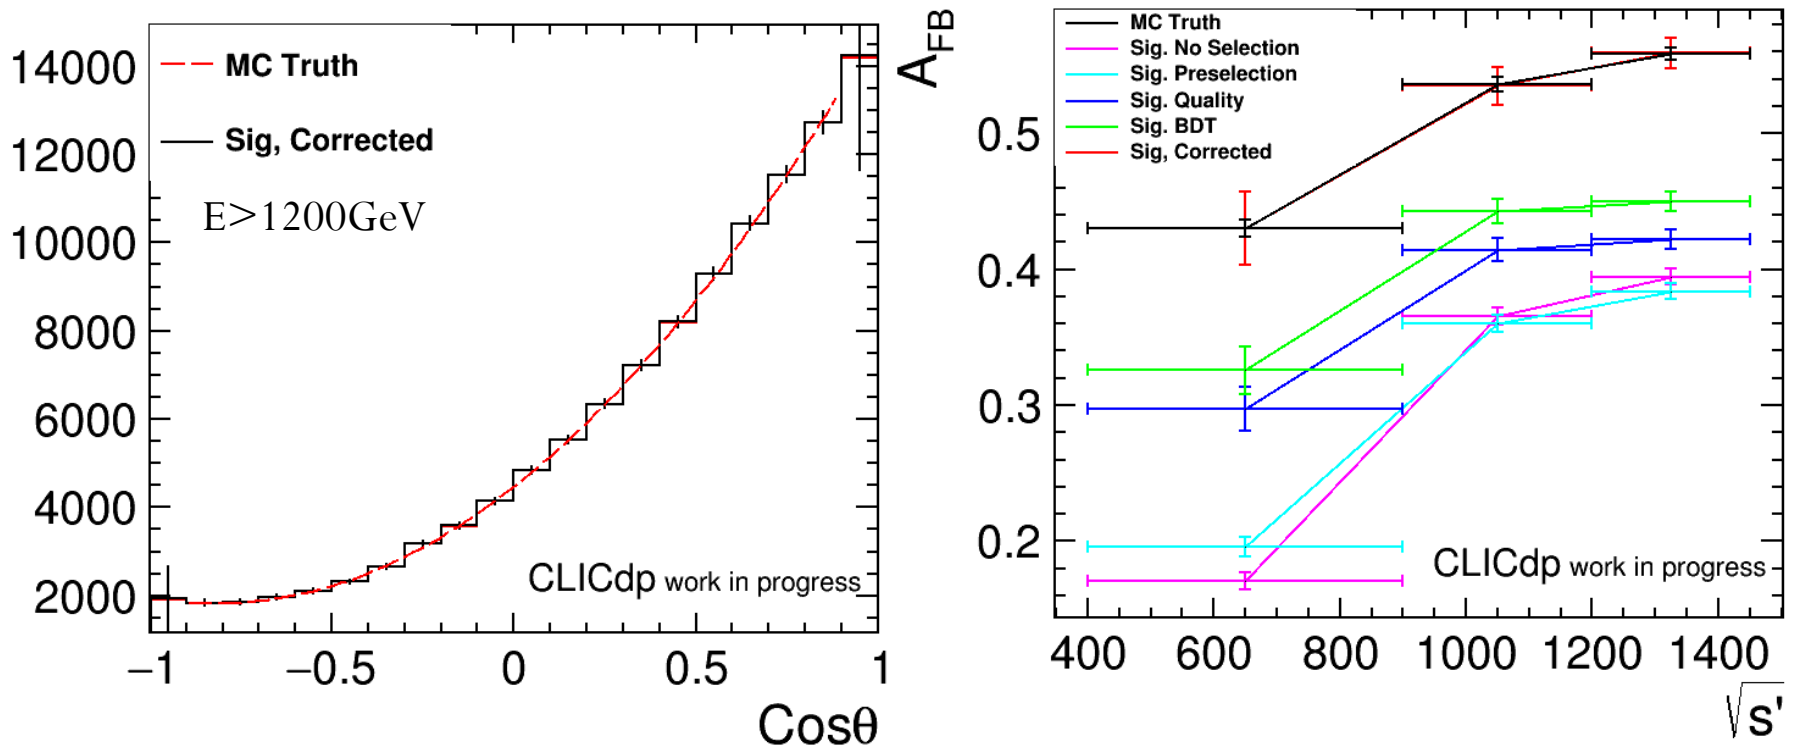 14000
12000
10000
8000
6000
4000
2000
MC Truth
Sig, Corrected
E>1200GeV
CLICdp work in progress
−1
−0.5
0
0.5
1
Cosθ
A_FB
0.5
0.4
0.3
0.2
MC Truth
Sig. No Selection
Sig. Preselection
Sig. Quality
Sig. BDT
Sig, Corrected
CLICdp work in progress
400 600 800 1000 1200 1400
√s'